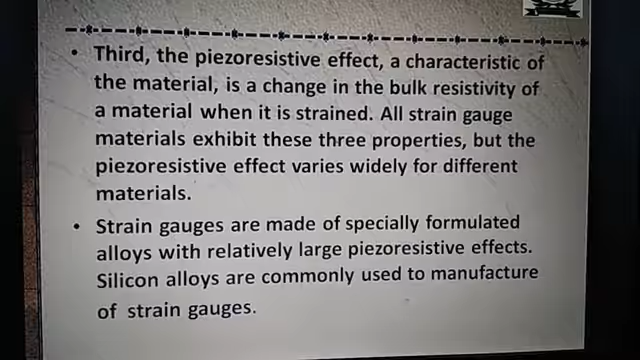 • Third, the piezoresistive effect, a characteristic of
the material, is a change in the bulk resistivity of
a material when it is strained. All strain gauge
materials exhibit these three properties, but the
piezoresistive effect varies widely for different
materials.
• Strain gauges are made of specially formulated
alloys with relatively large piezoresistive effects.
Silicon alloys are commonly used to manufacture
of strain gauges.